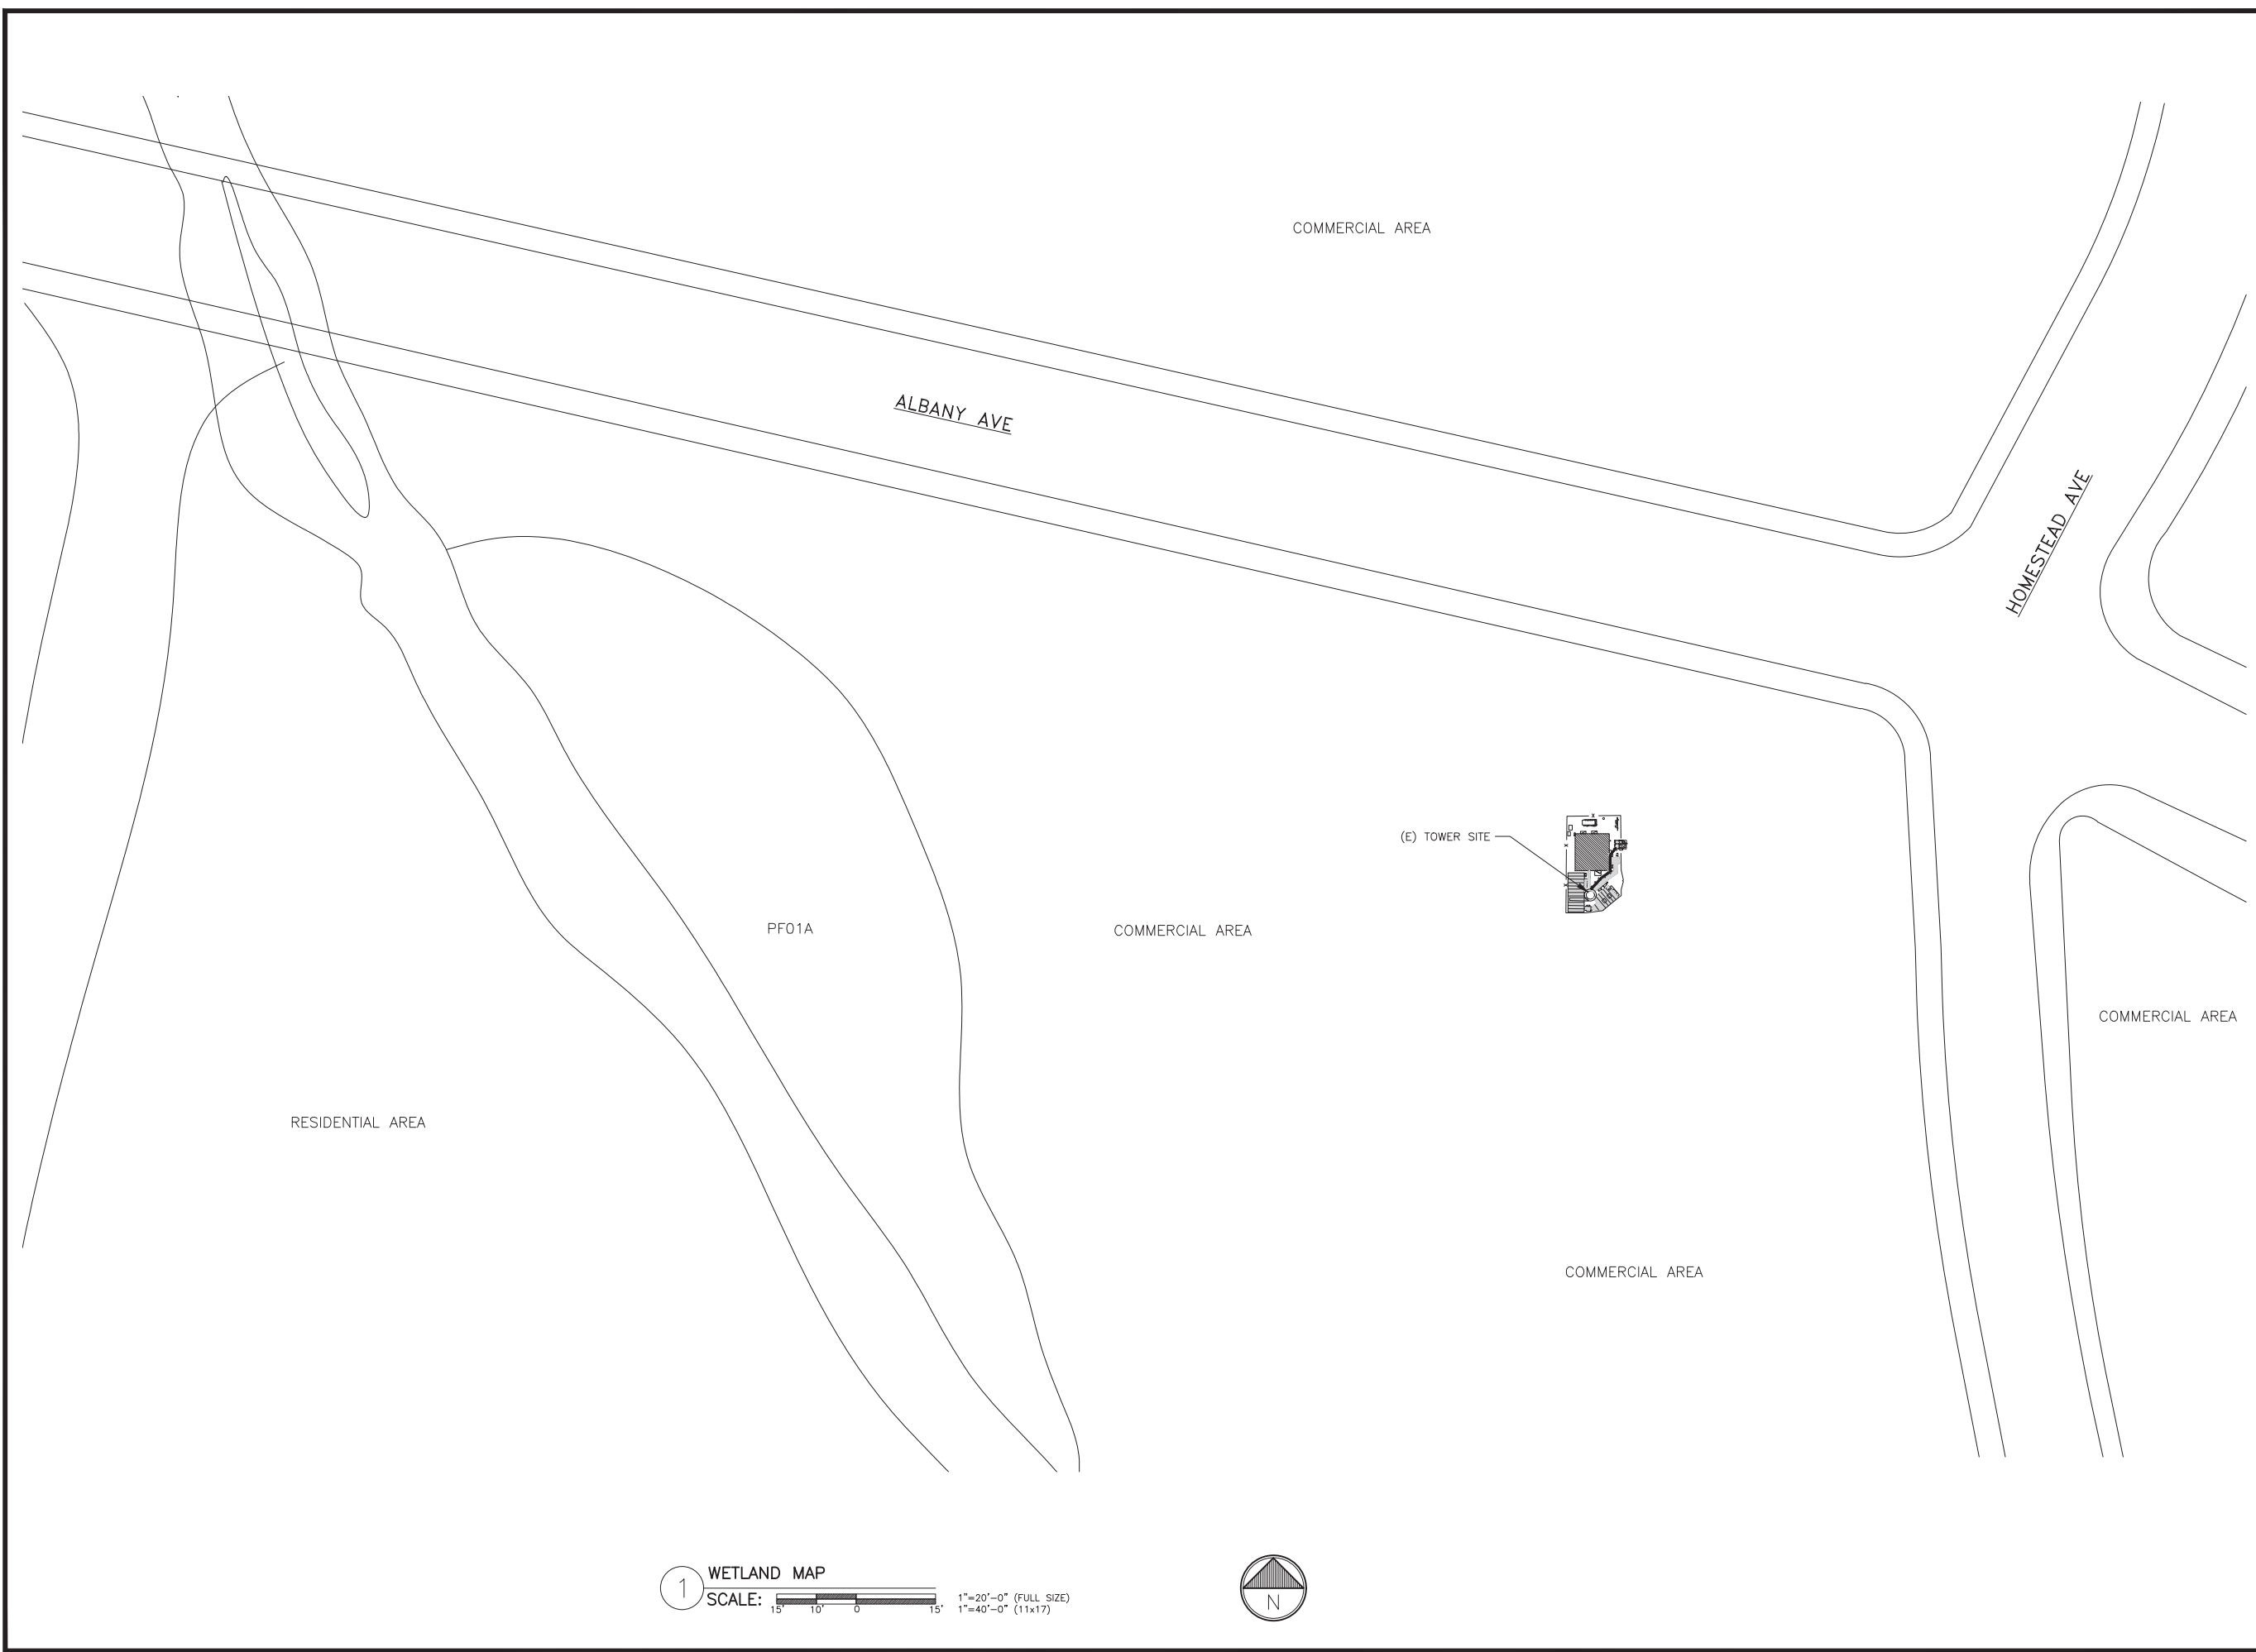 COMMERCIAL AREA
ALBANY AVE
HOMESTEAD AVE
(E) TOWER SITE
PF01A
COMMERCIAL AREA
COMMERCIAL AREA
RESIDENTIAL AREA
COMMERCIAL AREA
1
WETLAND MAP
SCALE:
15' 10' 0 15'
1"=20'-0" (FULL SIZE)
1"=40'-0" (11x17)
N